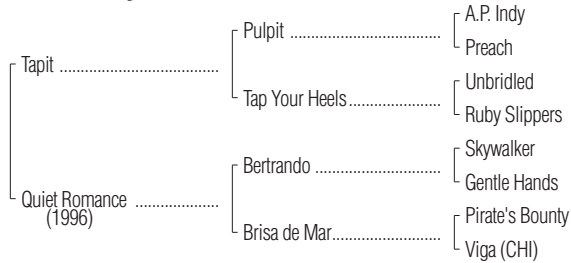 A.P. Indy
Pulpit
Preach
Tapit
Unbridled
Tap Your Heels
Ruby Slippers
Skywalker
Bertrando
Gentle Hands
Quiet Romance
(1996)
Pirate's Bounty
Brisa de Mar
Viga (CHI)